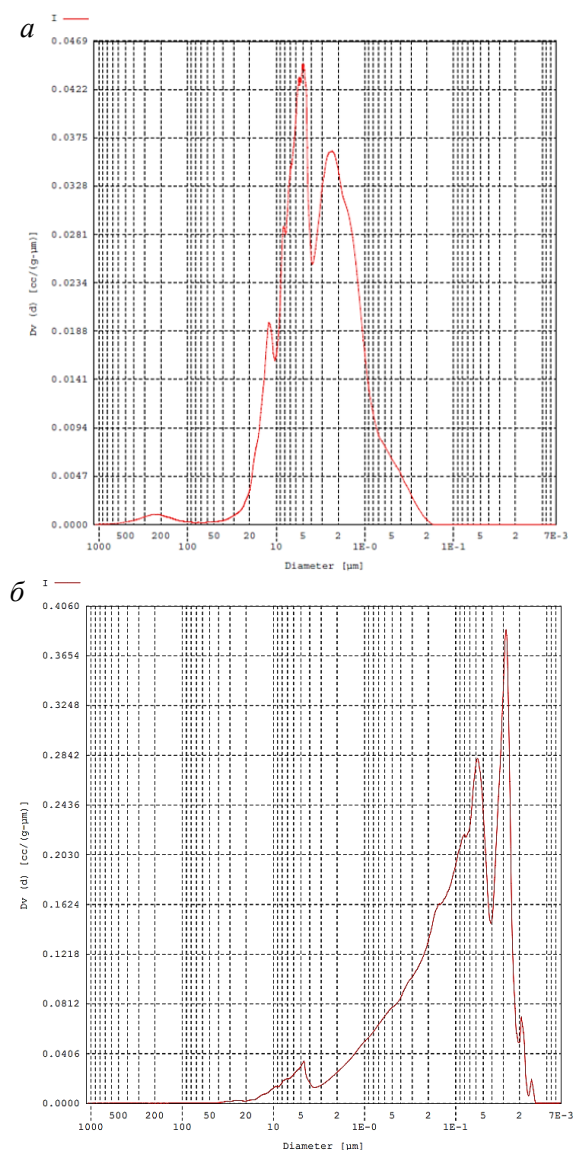 I
а
0.0469
0.0422
0.0375
0.0328
0.0281
0.0234
0.0188
0.0141
0.0094
0.0047
0.0000
Dv (d) [cc/(g-µm)]
1000 500 200 100 50 20 10 5 2 1E-0 5 2 1E-1 5 2 7E-3
Diameter [µm]
I
б
0.4060
0.3654
0.3248
0.2842
0.2436
0.2030
0.1624
0.1218
0.0812
0.0406
0.0000
Dv (d) [cc/(g-µm)]
1000 500 200 100 50 20 10 5 2 1E-0 5 2 1E-1 5 2 7E-3
Diameter [µm]